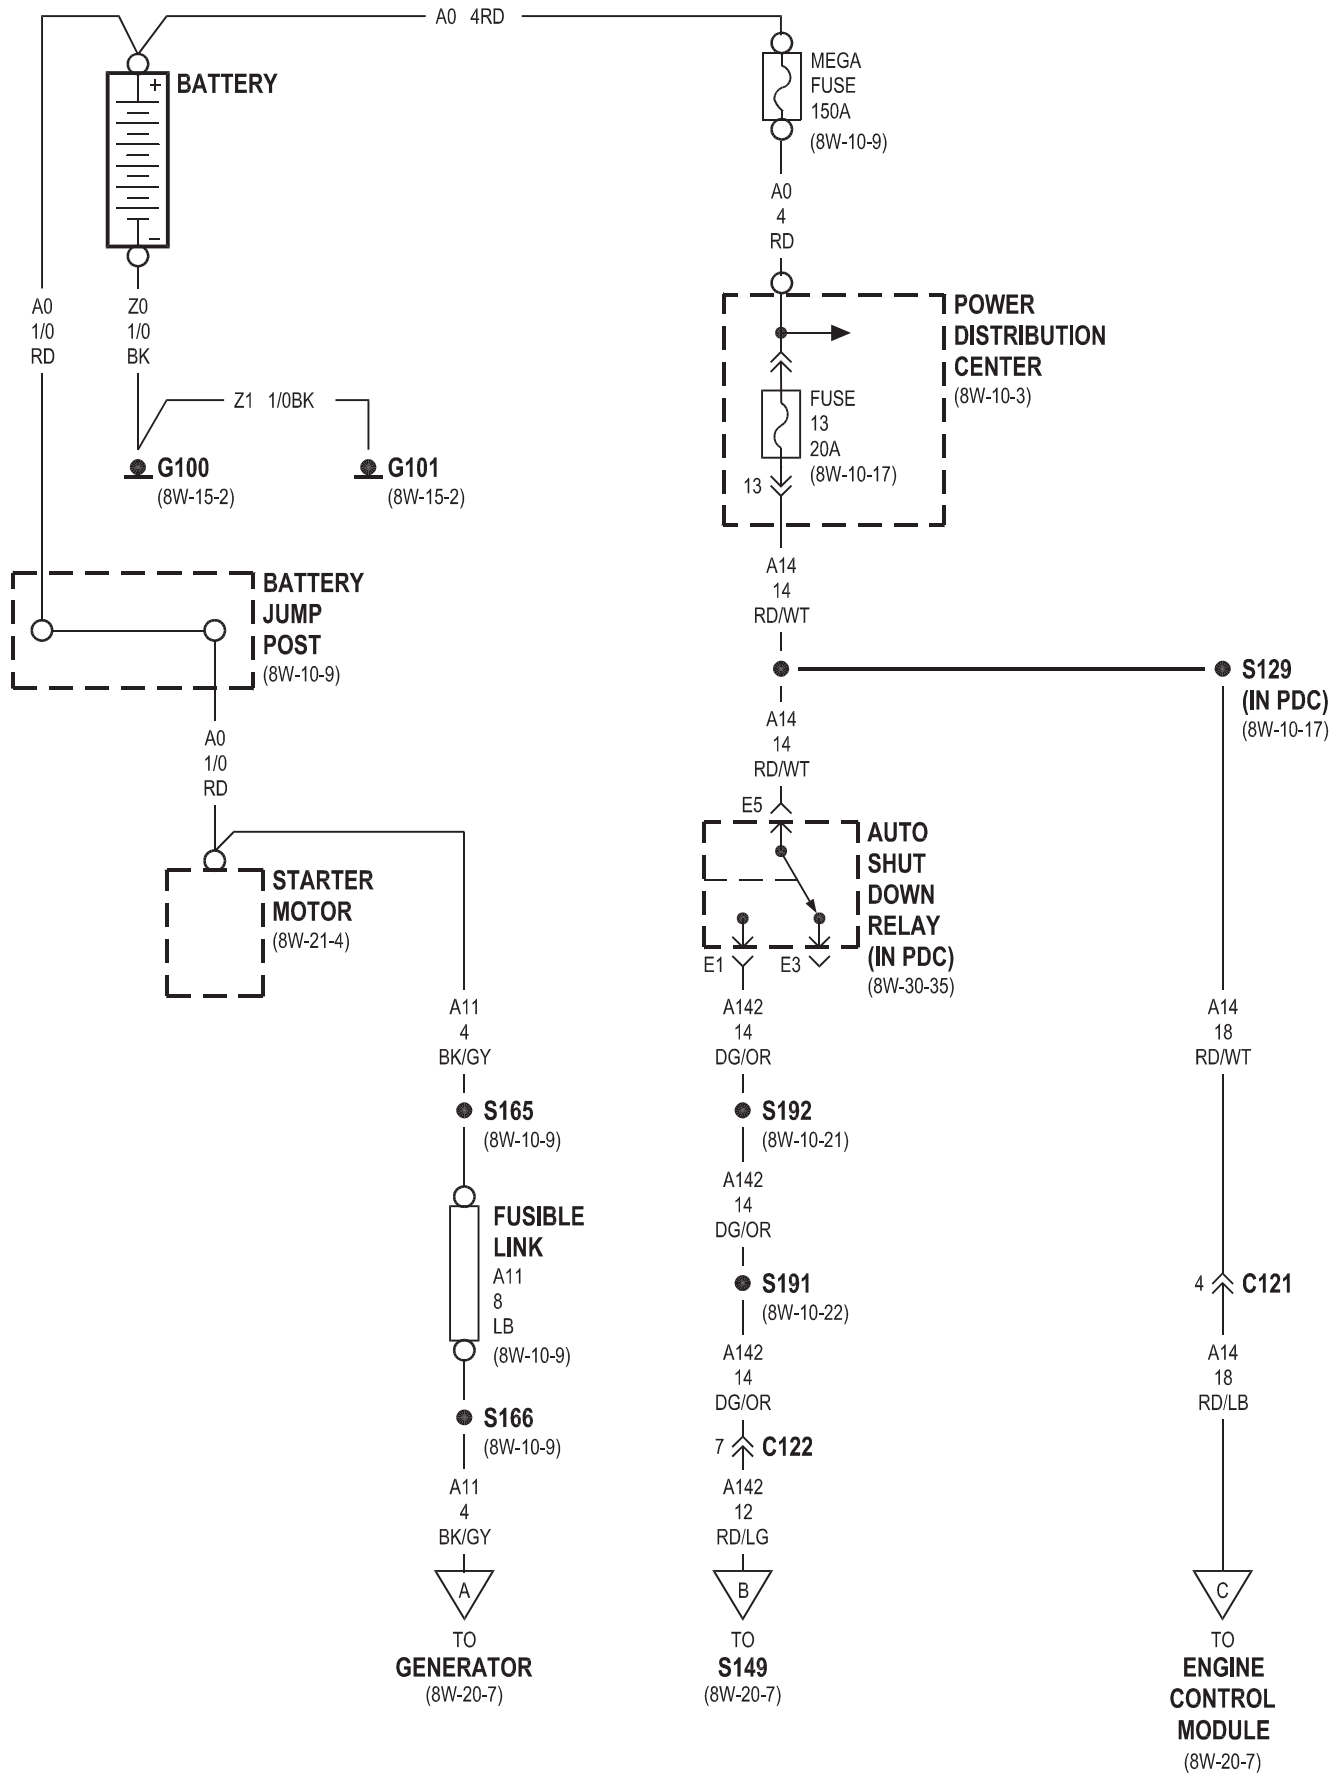 A0 4RD
BATTERY
+
−
MEGA
FUSE
150A
(8W-10-9)
A0
4
RD
A0
1/0
RD
Z0
1/0
BK
Z1 1/0BK
G100
(8W-15-2)
G101
(8W-15-2)
POWER
DISTRIBUTION
CENTER
(8W-10-3)
FUSE
13
20A
(8W-10-17)
13
A14
14
RD/WT
BATTERY
JUMP
POST
(8W-10-9)
S129
(IN PDC)
(8W-10-17)
A14
14
RD/WT
A0
1/0
RD
E5
AUTO
SHUT
DOWN
RELAY
(IN PDC)
(8W-30-35)
E1
E3
STARTER
MOTOR
(8W-21-4)
A11
4
BK/GY
A142
14
DG/OR
A14
18
RD/WT
S165
(8W-10-9)
S192
(8W-10-21)
A142
14
DG/OR
FUSIBLE
LINK
A11
8
LB
(8W-10-9)
S191
(8W-10-22)
4
C121
A142
14
DG/OR
A14
18
RD/LB
S166
(8W-10-9)
7
C122
A11
4
BK/GY
A142
12
RD/LG
A
TO
GENERATOR
(8W-20-7)
B
TO
S149
(8W-20-7)
C
TO
ENGINE
CONTROL
MODULE
(8W-20-7)